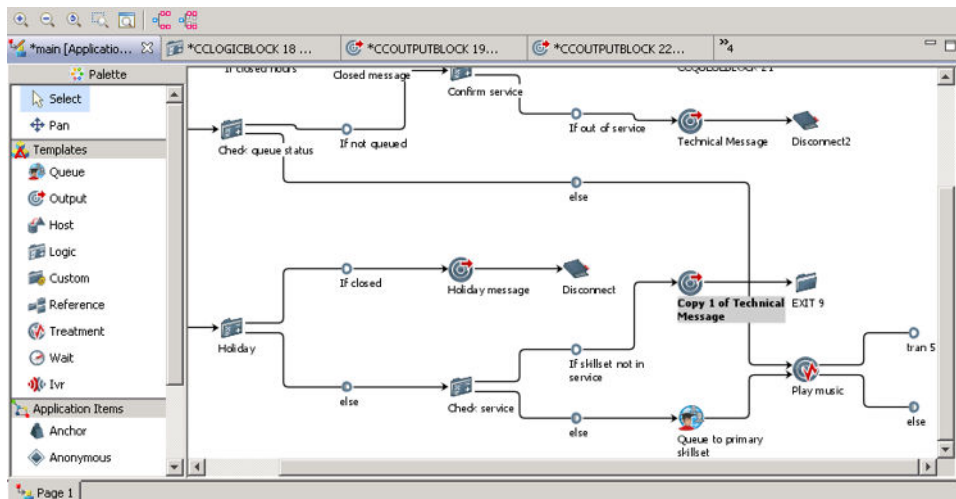 *main [Applicatio...
*CCLOGICBLOCK 18 ...
*CCOUTPUTBLOCK 19...
*CCOUTPUTBLOCK 22...
»4
Palette
Select
Pan
Templates
Queue
Output
Host
Logic
Custom
Reference
Treatment
Wait
Ivr
Application Items
Anchor
Anonymous
If closed hours
Closed message
Confirm service
Check queue status
If not queued
If out of service
Technical Message
Disconnect2
else
If closed
Holiday message
Disconnect
Copy 1 of Technical
Message
EXIT 9
Holiday
If skillset not in
service
tran 5
Play music
else
Check service
else
Queue to primary
skillset
else
Page 1